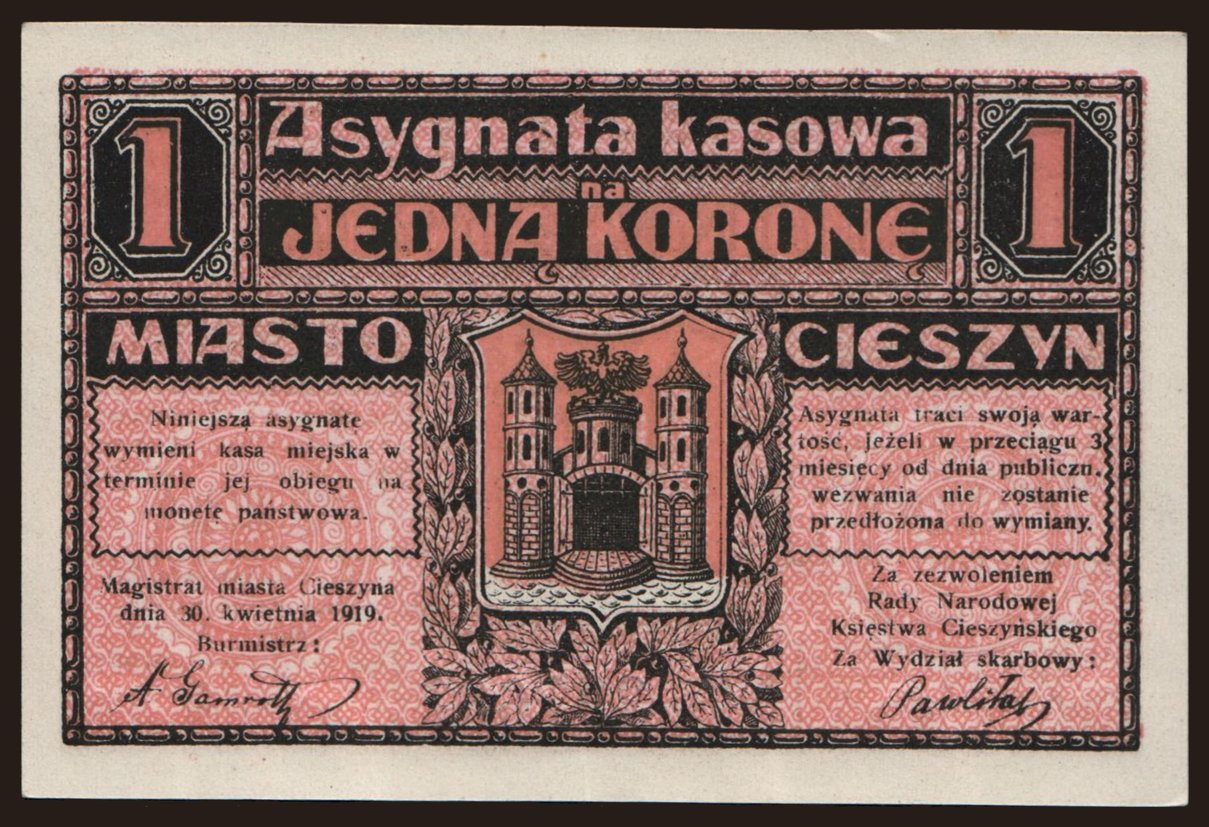 1
Asygnata kasowa
1
na
JEDNĄ KORONĘ
MIASTO
CIESZYN
Niniejszą asygnatę
wymieni kasa miejska w
terminie jej obiegu na
monetę państwową.
Asygnata traci swoją war-
tość, jeżeli w przeciągu 3
miesięcy od dnia publiczn.
wezwania nie zostanie
przedłożona do wymiany.
Magistrat miasta Cieszyna
dnia 30. kwietnia 1919.
Burmistrz:
A Gamroth
Za zezwoleniem
Rady Narodowej
Księstwa Cieszyńskiego
Za Wydział skarbowy: